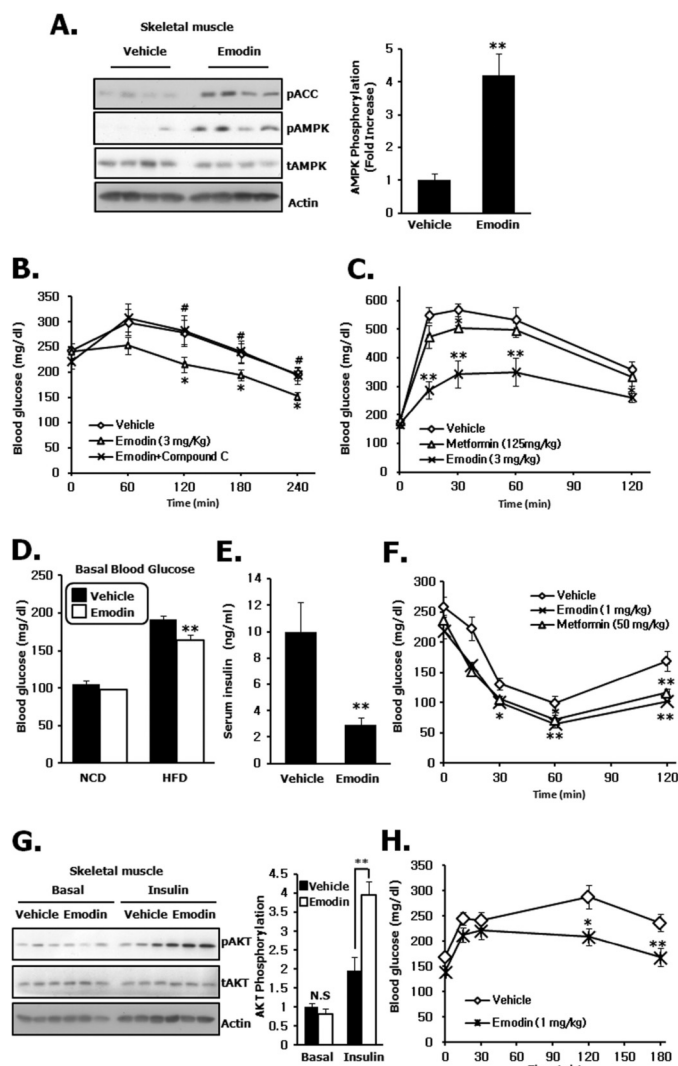 A.
Skeletal muscle
Vehicle Emodin
pACC
pAMPK
tAMPK
Actin
AMPK Phosphorylation
(Fold Increase)
5
4
3
2
1
0
**
Vehicle Emodin
B.
Blood glucose (mg/dl)
350
300
250
200
150
100
50
0
# # #
* * *
Vehicle
Emodin (3 mg/Kg)
Emodin+Compound C
0 60 120 180 240
Time (min)
C.
Blood glucose (mg/dl)
600
500
400
300
200
100
0
*
** ** **
*
Vehicle
Metformin (125mg/kg)
Emodin (3 mg/kg)
0 30 60 90 120
Time (min)
D.
Basal Blood Glucose
Blood glucose (mg/dl)
250
200
150
100
50
0
Vehicle
Emodin
**
NCD HFD
E.
Serum insulin (ng/ml)
14
12
10
8
6
4
2
0
**
Vehicle Emodin
F.
Blood glucose (mg/dl)
300
250
200
150
100
50
0
Vehicle
Emodin (1 mg/kg)
Metformin (50 mg/kg)
*
*
**
**
**
0 30 60 90 120
Time (min)
G.
Skeletal muscle
Basal Insulin
Vehicle Emodin Vehicle Emodin
pAKT
tAKT
Actin
AKT Phosphorylation
4.5
4
3.5
3
2.5
2
1.5
1
0.5
0
Vehicle
Emodin
**
N.S
Basal Insulin
H.
Blood glucose (mg/dl)
350
300
250
200
150
100
50
0
*
**
Vehicle
Emodin (1 mg/kg)
0 30 60 90 120 150 180